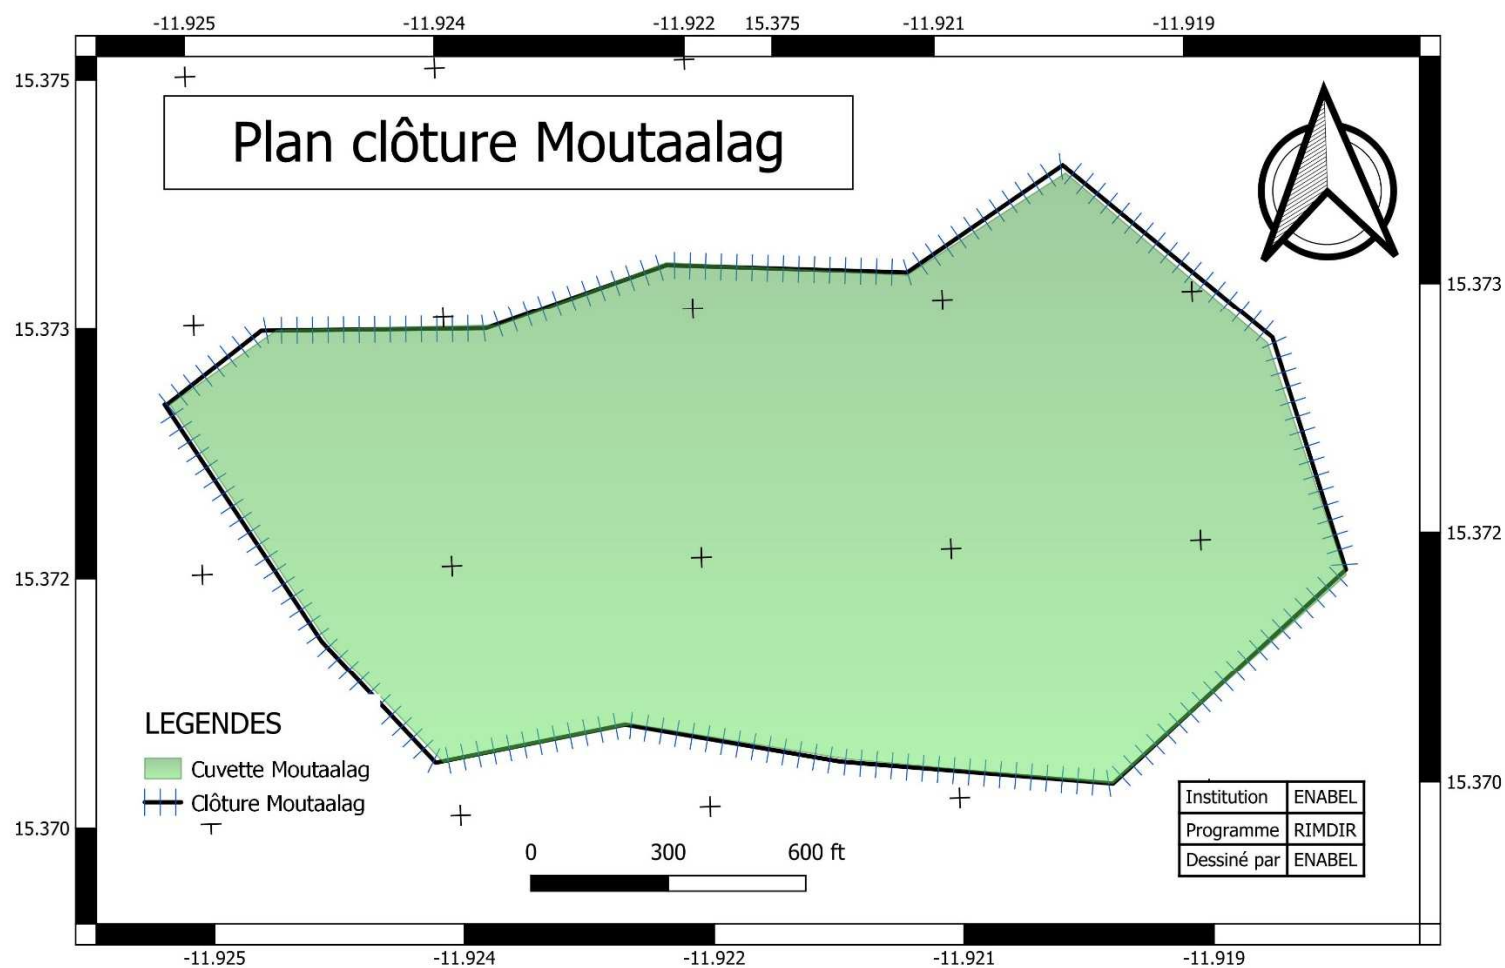 -11.925 -11.924 -11.922 15.375 -11.921 -11.919
15.375
Plan clôture Moutaalag
15.373
15.373
15.372
15.372
LEGENDES
Cuvette Moutaalag
Clôture Moutaalag
15.370
15.370
Institution ENABEL
Programme RIMDIR
Dessiné par ENABEL
0 300 600 ft
-11.925 -11.924 -11.922 -11.921 -11.919